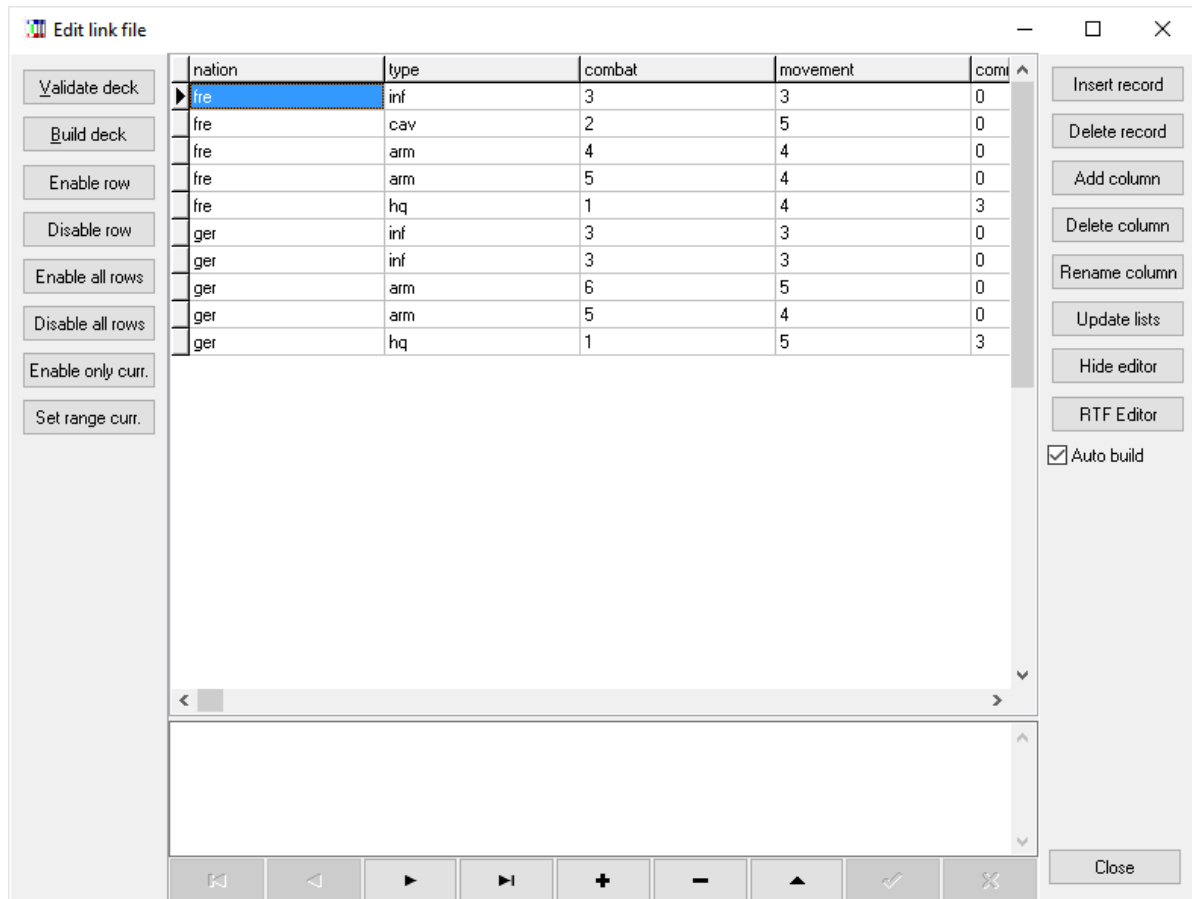 Edit link file
Validate deck
Build deck
Enable row
Disable row
Enable all rows
Disable all rows
Enable only curr.
Set range curr.
nation type combat movement com
fre inf 3 3 0
fre cav 2 5 0
fre arm 4 4 0
fre arm 5 4 0
fre hq 1 4 3
ger inf 3 3 0
ger inf 3 3 0
ger arm 6 5 0
ger arm 5 4 0
ger hq 1 5 3
Insert record
Delete record
Add column
Delete column
Rename column
Update lists
Hide editor
RTF Editor
Auto build
Close